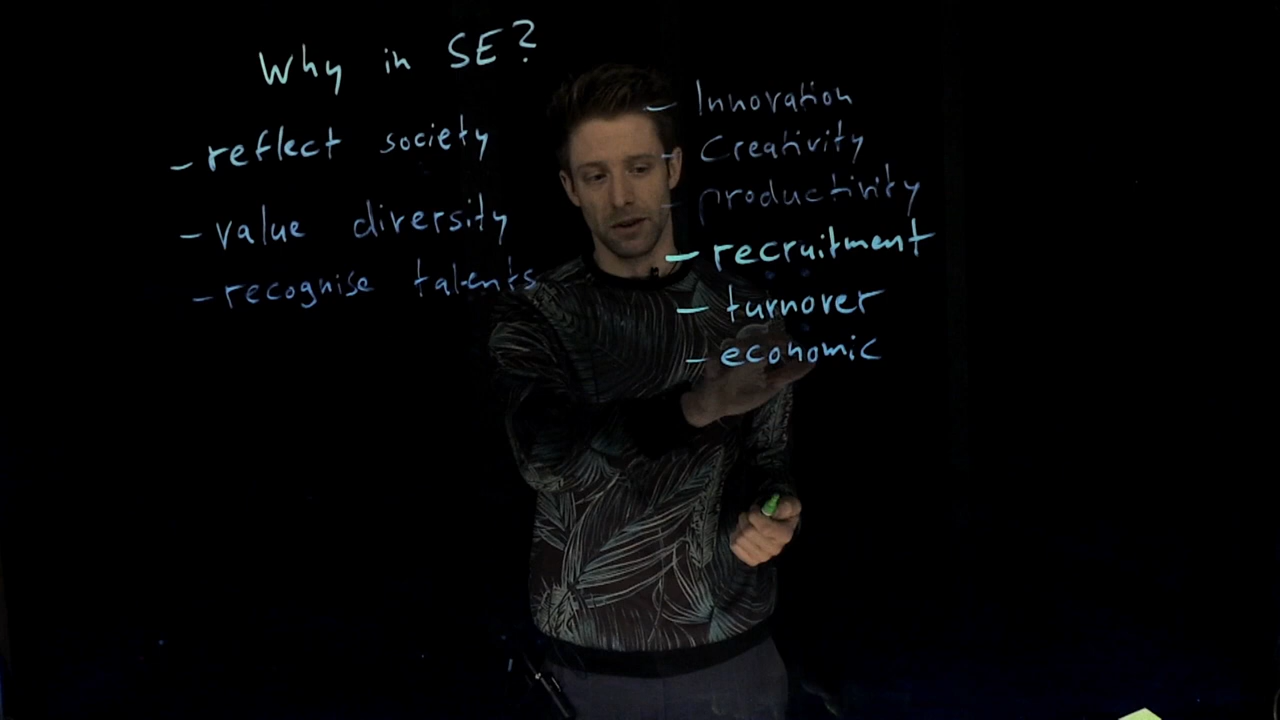 Why in SE?
- reflect society
- value diversity
- recognise talents
- Innovation
- Creativity
- productivity
- recruitment
- turnover
- economic